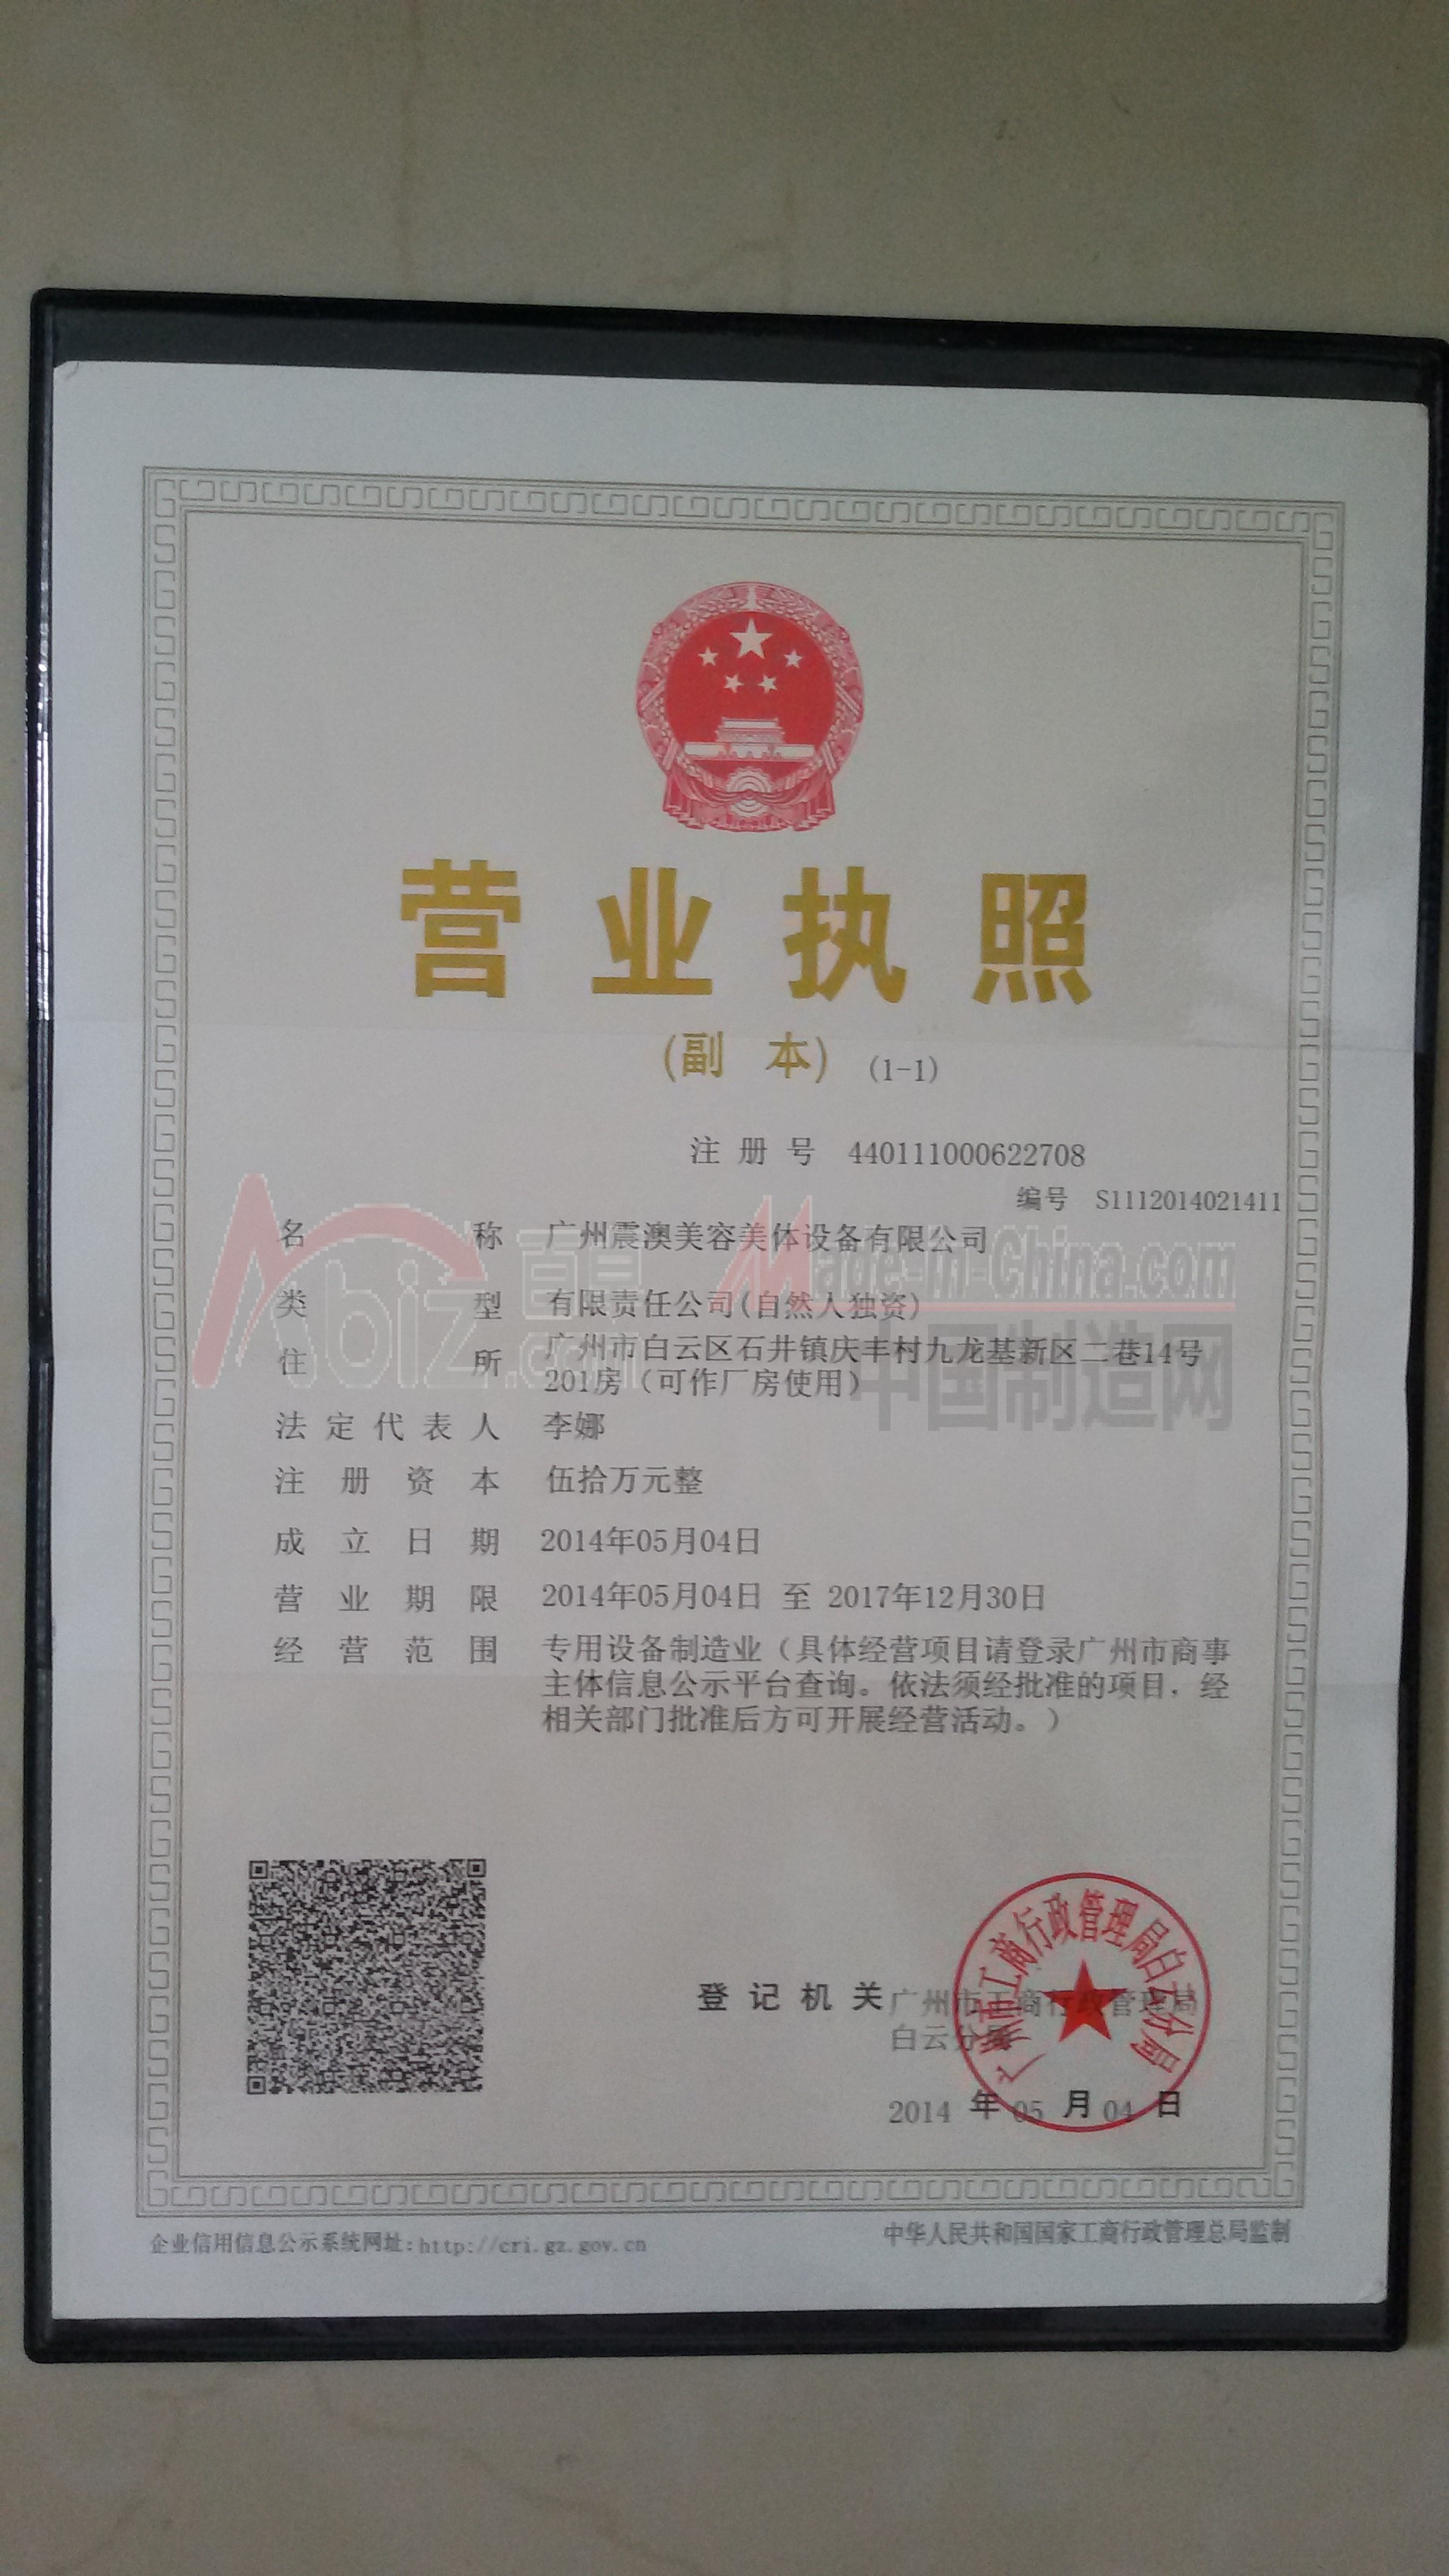 营业执照
(副 本) (1-1)
注册号 440111000622708
编号 S1112014021411
名称 广州震澳美容美体设备有限公司
类型 有限责任公司(自然人独资)
住所 广州市白云区石井镇庆丰村九龙基新区二巷14号
201房（可作厂房使用）
法定代表人 李娜
注册资本 伍拾万元整
成立日期 2014年05月04日
营业期限 2014年05月04日 至 2017年12月30日
经营范围 专用设备制造业（具体经营项目请登录广州市商事
主体信息公示平台查询。依法须经批准的项目，经
相关部门批准后方可开展经营活动。）
Abiz.com
Made-in-China.com
中国制造网
广州市工商行政管理局白云分局
登记机关 广州市工商行政管理局
白云分局
2014 年 05 月 04 日
企业信用信息公示系统网址:http://cri.gz.gov.cn
中华人民共和国国家工商行政管理总局监制